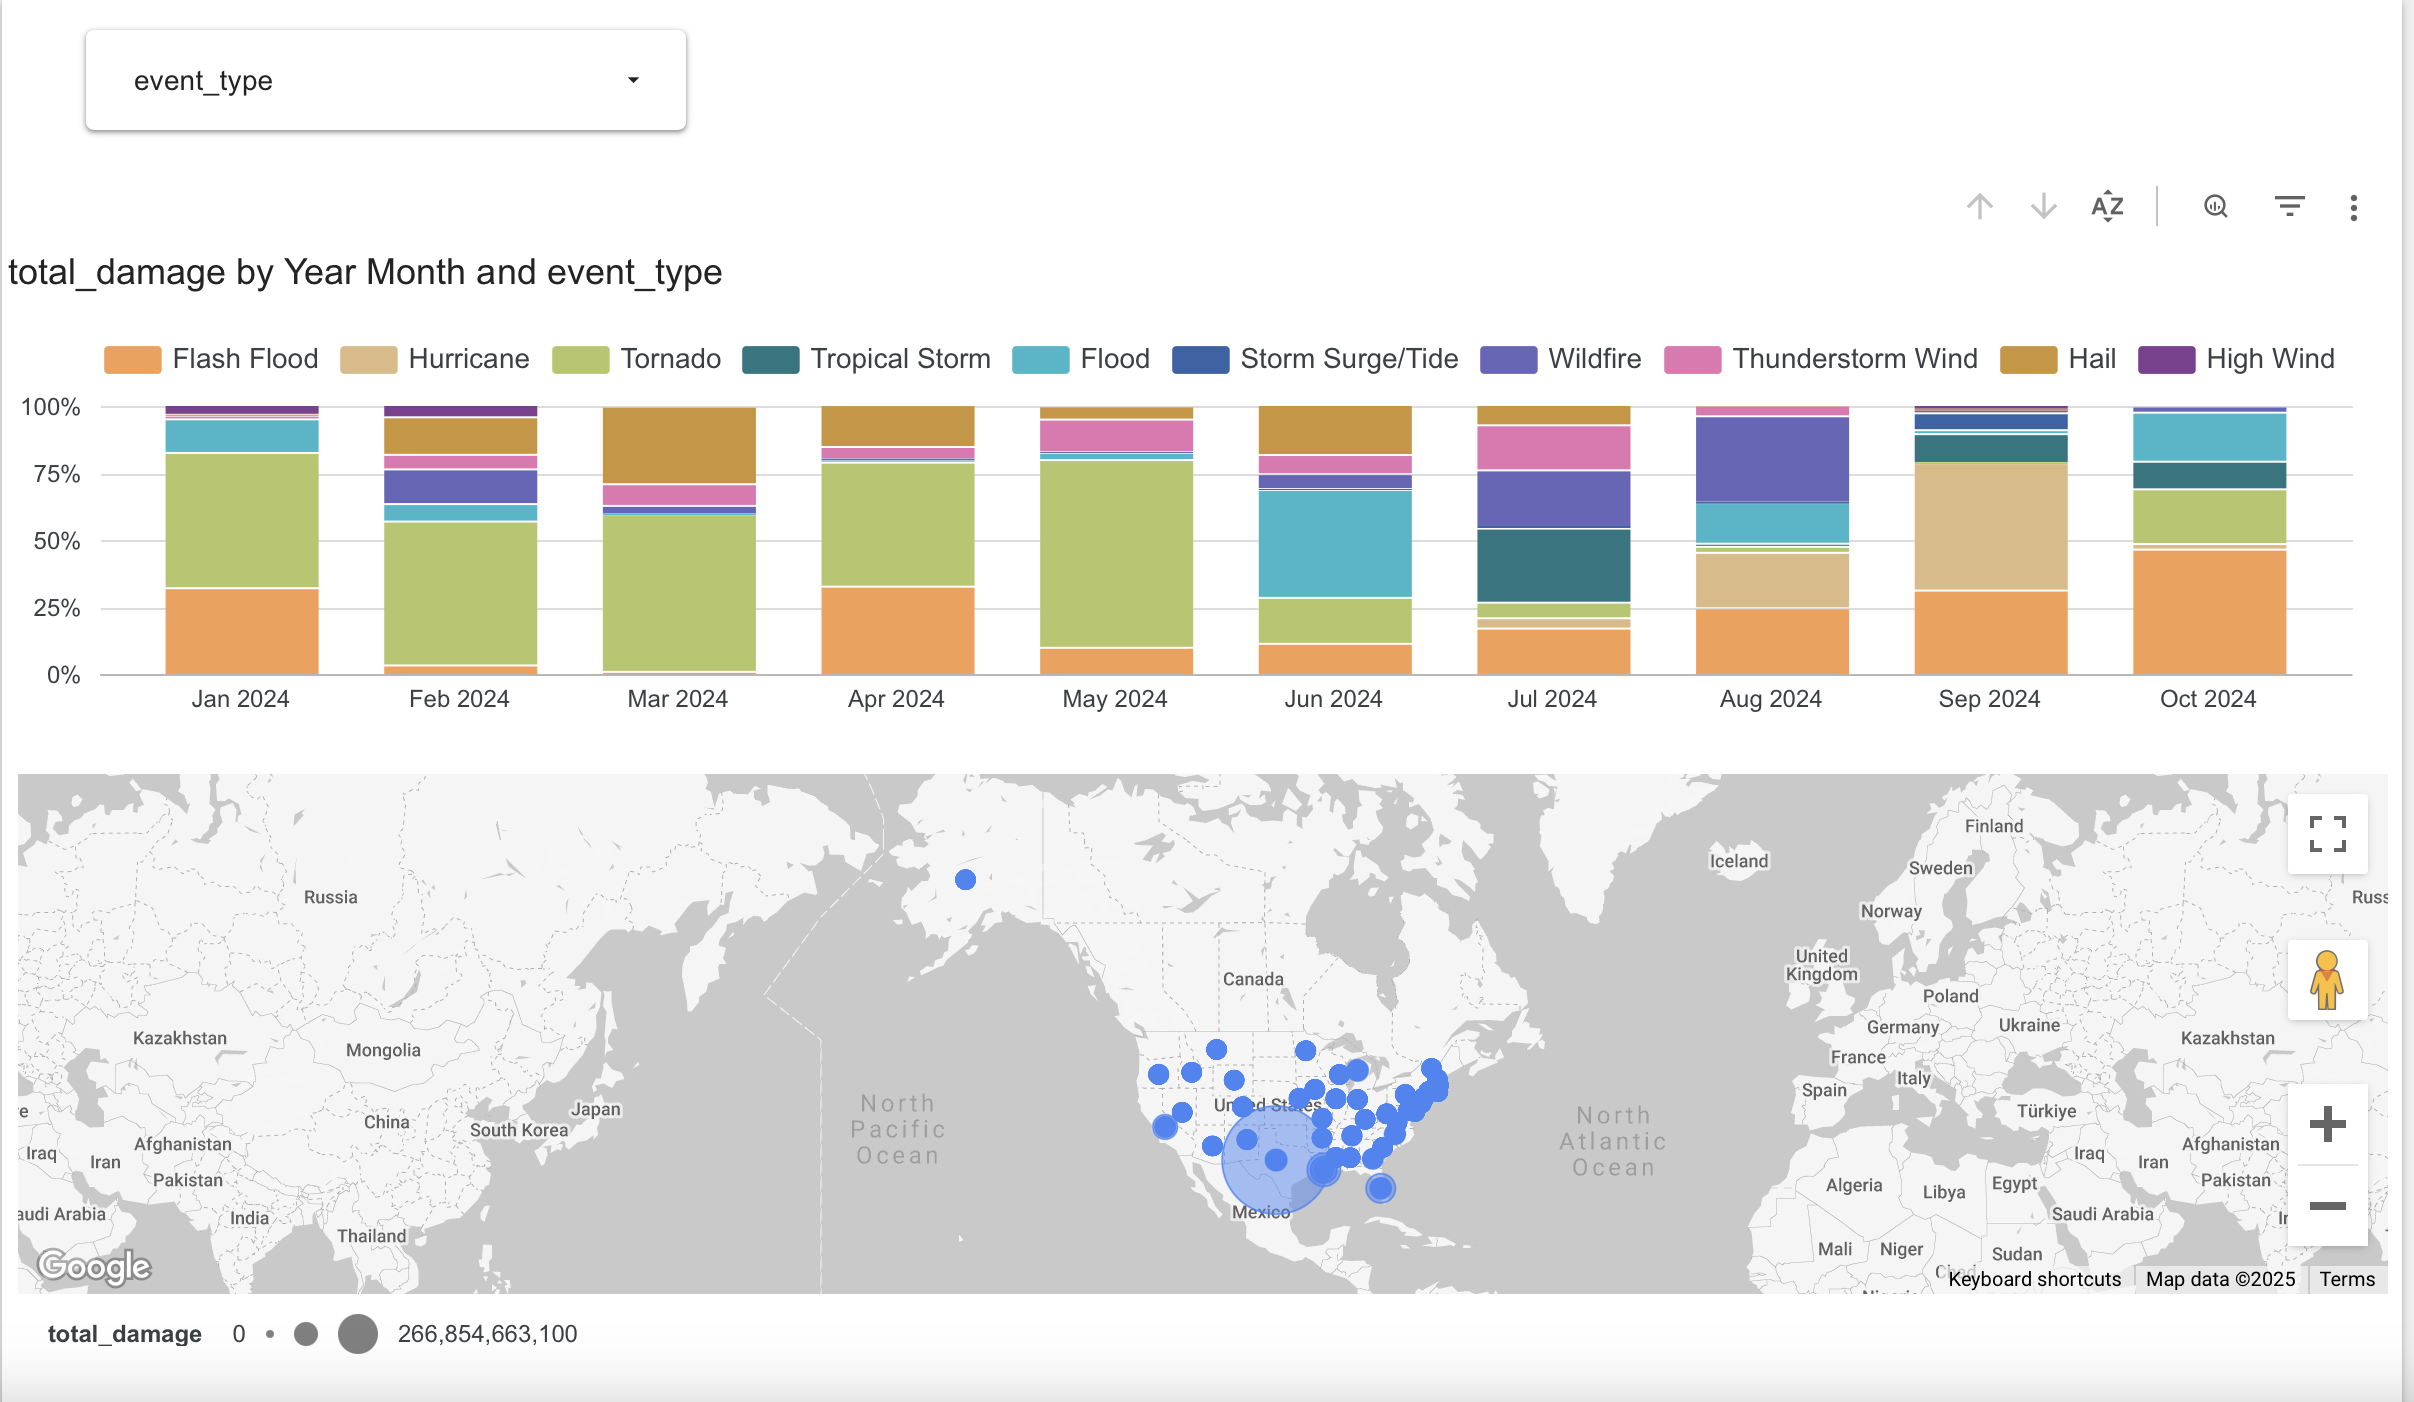 event_type
AZ
total_damage by Year Month and event_type
Flash Flood Hurricane Tornado Tropical Storm Flood Storm Surge/Tide Wildfire Thunderstorm Wind Hail High Wind
100%
75%
50%
25%
0%
Jan 2024 Feb 2024 Mar 2024 Apr 2024 May 2024 Jun 2024 Jul 2024 Aug 2024 Sep 2024 Oct 2024
Finland
Iceland
Sweden
Russia
Russ
Norway
United
Kingdom
Canada
Poland
Germany
Ukraine
Kazakhstan
Kazakhstan
Mongolia
France
Italy
Spain
Japan
United States
North
Pacific
Ocean
North
Atlantic
Ocean
Türkiye
China
South Korea
Afghanistan
Afghanistan
Iraq
Iran
Iraq
Iran
Pakistan
Pakistan
Algeria
Libya
Egypt
audi Arabia
India
Saudi Arabia
Mexico
Thailand
Mali
Niger
Sudan
Chad
Google
Keyboard shortcuts Map data ©2025 Terms
total_damage 0 266,854,663,100